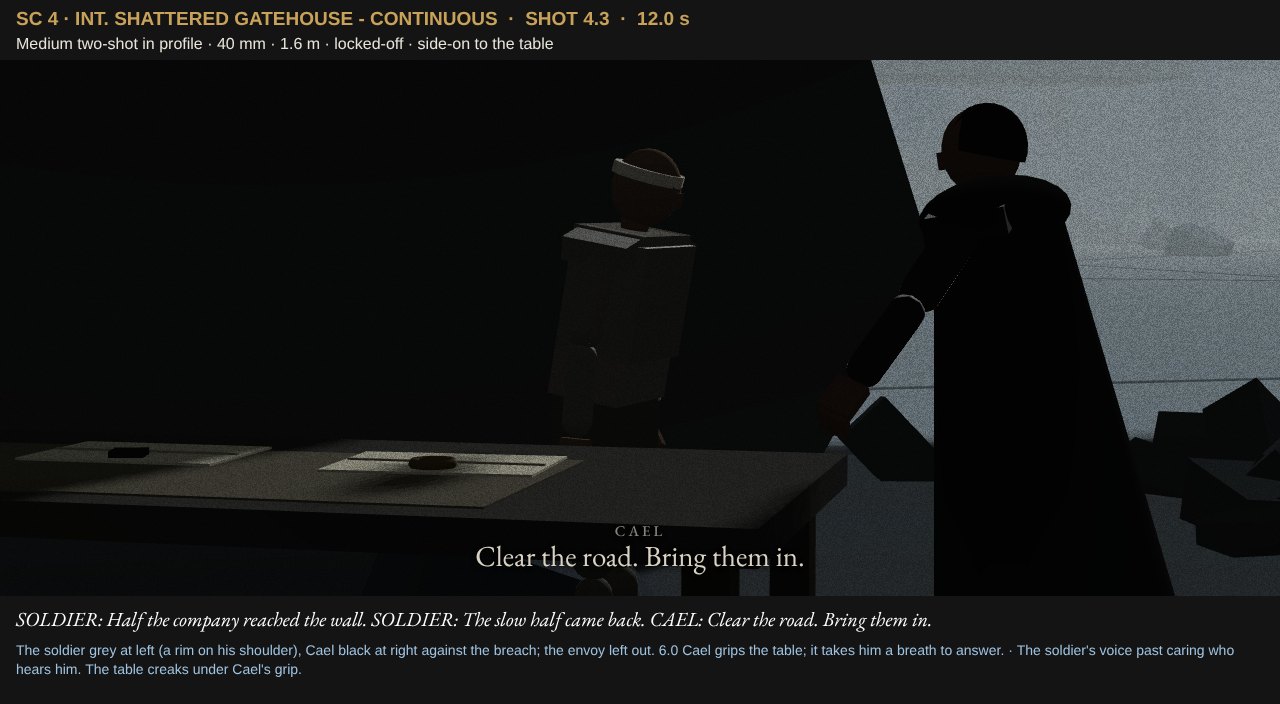 SC 4 · INT. SHATTERED GATEHOUSE - CONTINUOUS · SHOT 4.3 · 12.0 s
Medium two-shot in profile · 40 mm · 1.6 m · locked-off · side-on to the table
CAEL
Clear the road. Bring them in.
SOLDIER: Half the company reached the wall. SOLDIER: The slow half came back. CAEL: Clear the road. Bring them in.
The soldier grey at left (a rim on his shoulder), Cael black at right against the breach; the envoy left out. 6.0 Cael grips the table; it takes him a breath to answer. · The soldier's voice past caring who
hears him. The table creaks under Cael's grip.